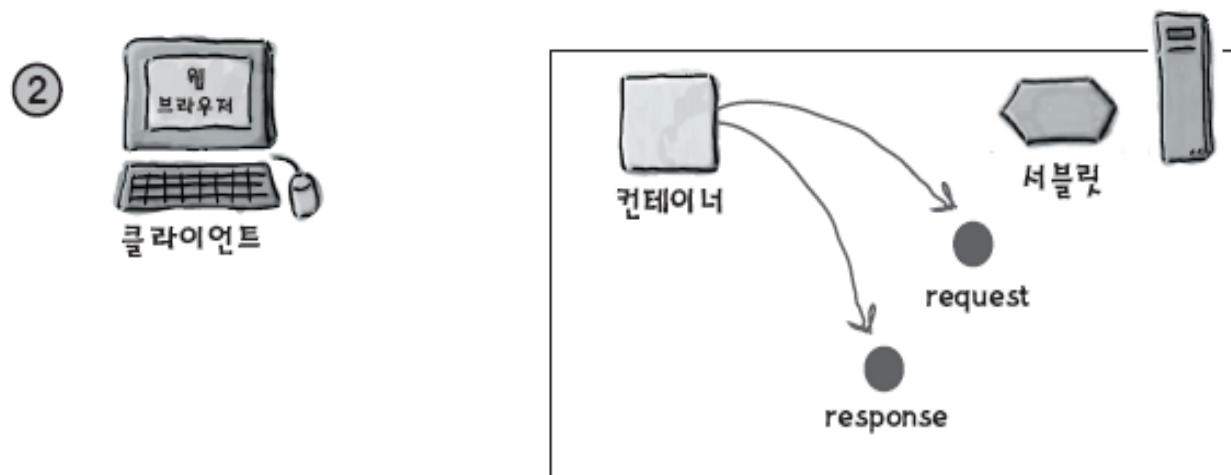 ②
웹
브라우저
클라이언트
컨테이너
서블릿
request
response